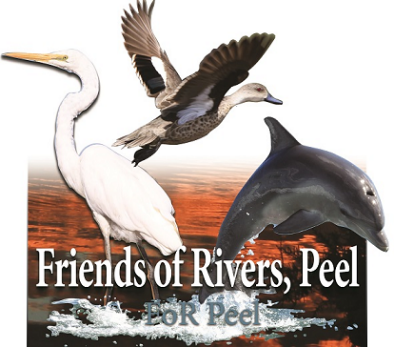 Friends of Rivers, Peel
FoR Peel